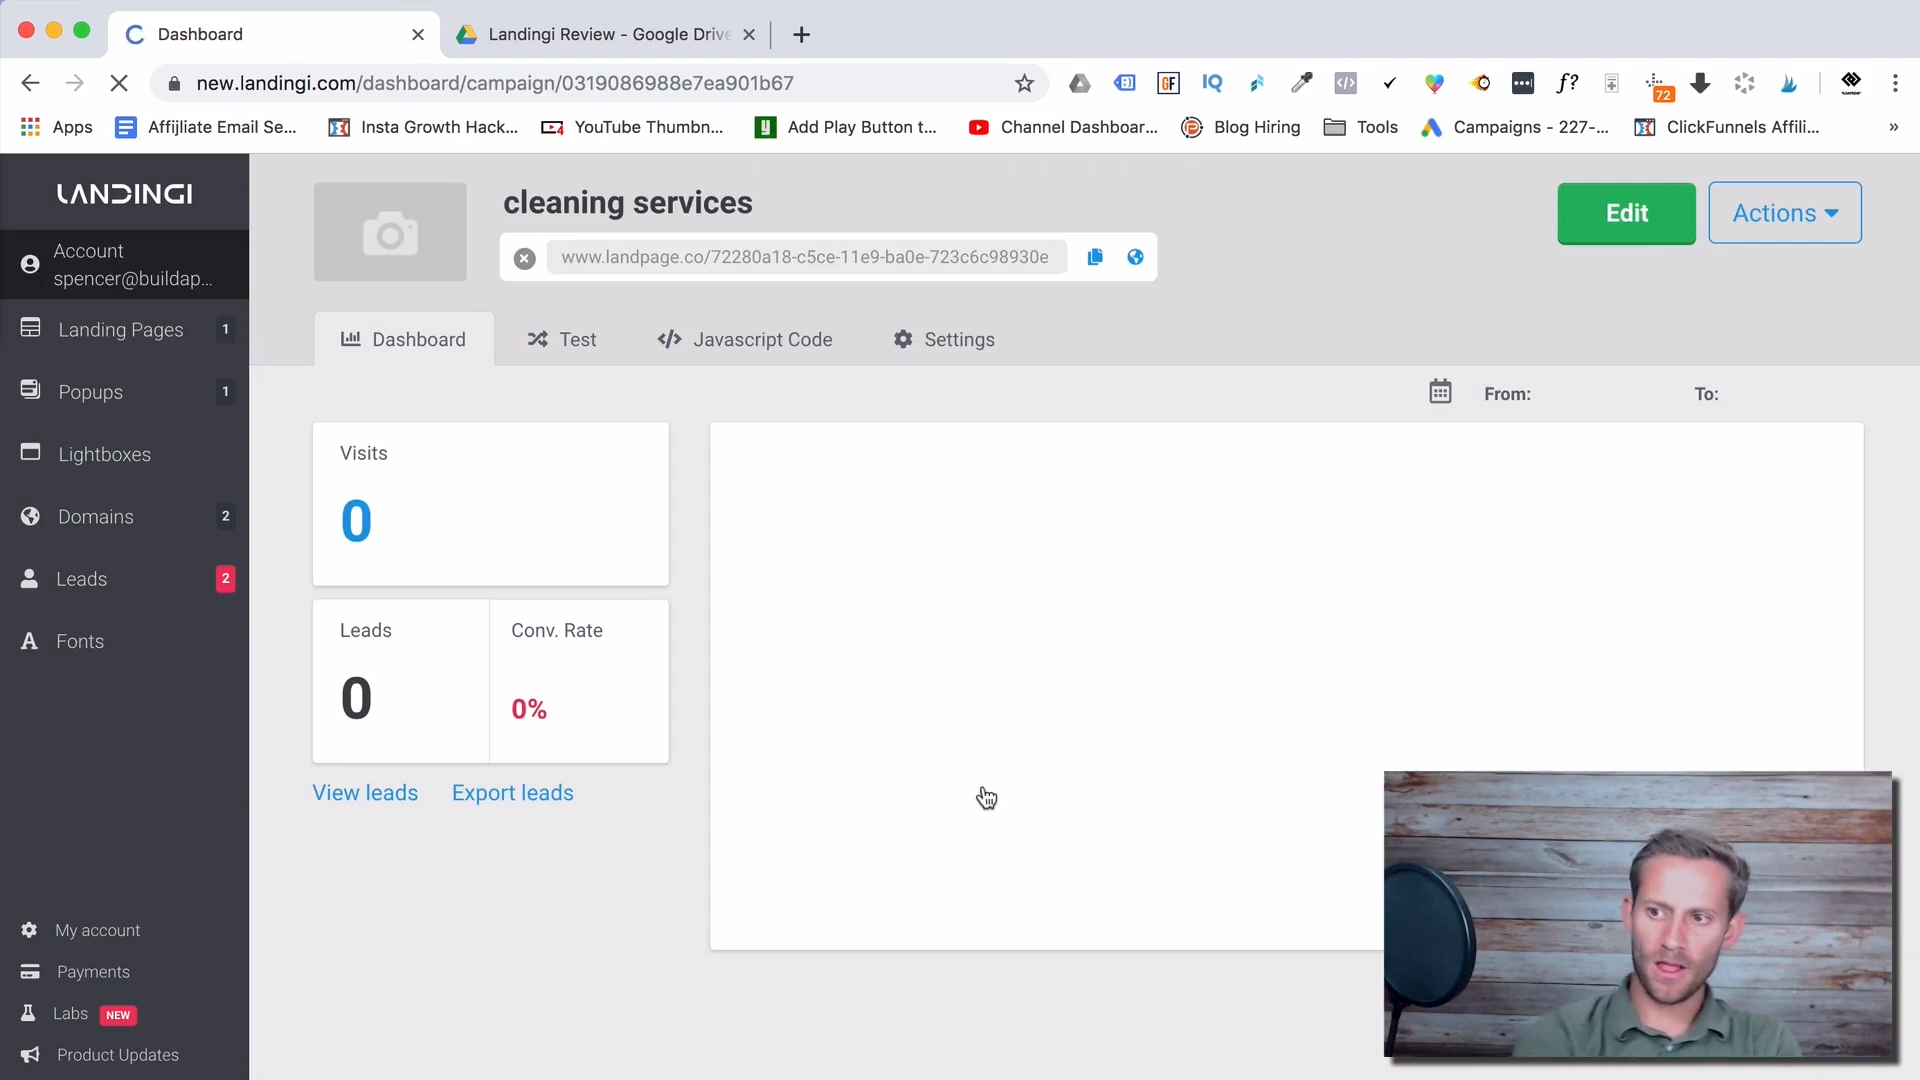 Dashboard
Landingi Review - Google Drive
new.landingi.com/dashboard/campaign/0319086988e7ea901b67
GF
IQ
f?
72
Apps
Affijliate Email Se...
Insta Growth Hack...
YouTube Thumbn...
Add Play Button t...
Channel Dashboar...
Blog Hiring
Tools
Campaigns - 227-...
ClickFunnels Affili...
»
LANDINGI
Account
spencer@buildap...
Landing Pages 1
Popups 1
Lightboxes
Domains 2
Leads 2
Fonts
My account
Payments
Labs NEW
Product Updates
cleaning services
www.landpage.co/72280a18-c5ce-11e9-ba0e-723c6c98930e
Edit
Actions
Dashboard
Test
Javascript Code
Settings
From:
To:
Visits
0
Leads
0
Conv. Rate
0%
View leads
Export leads